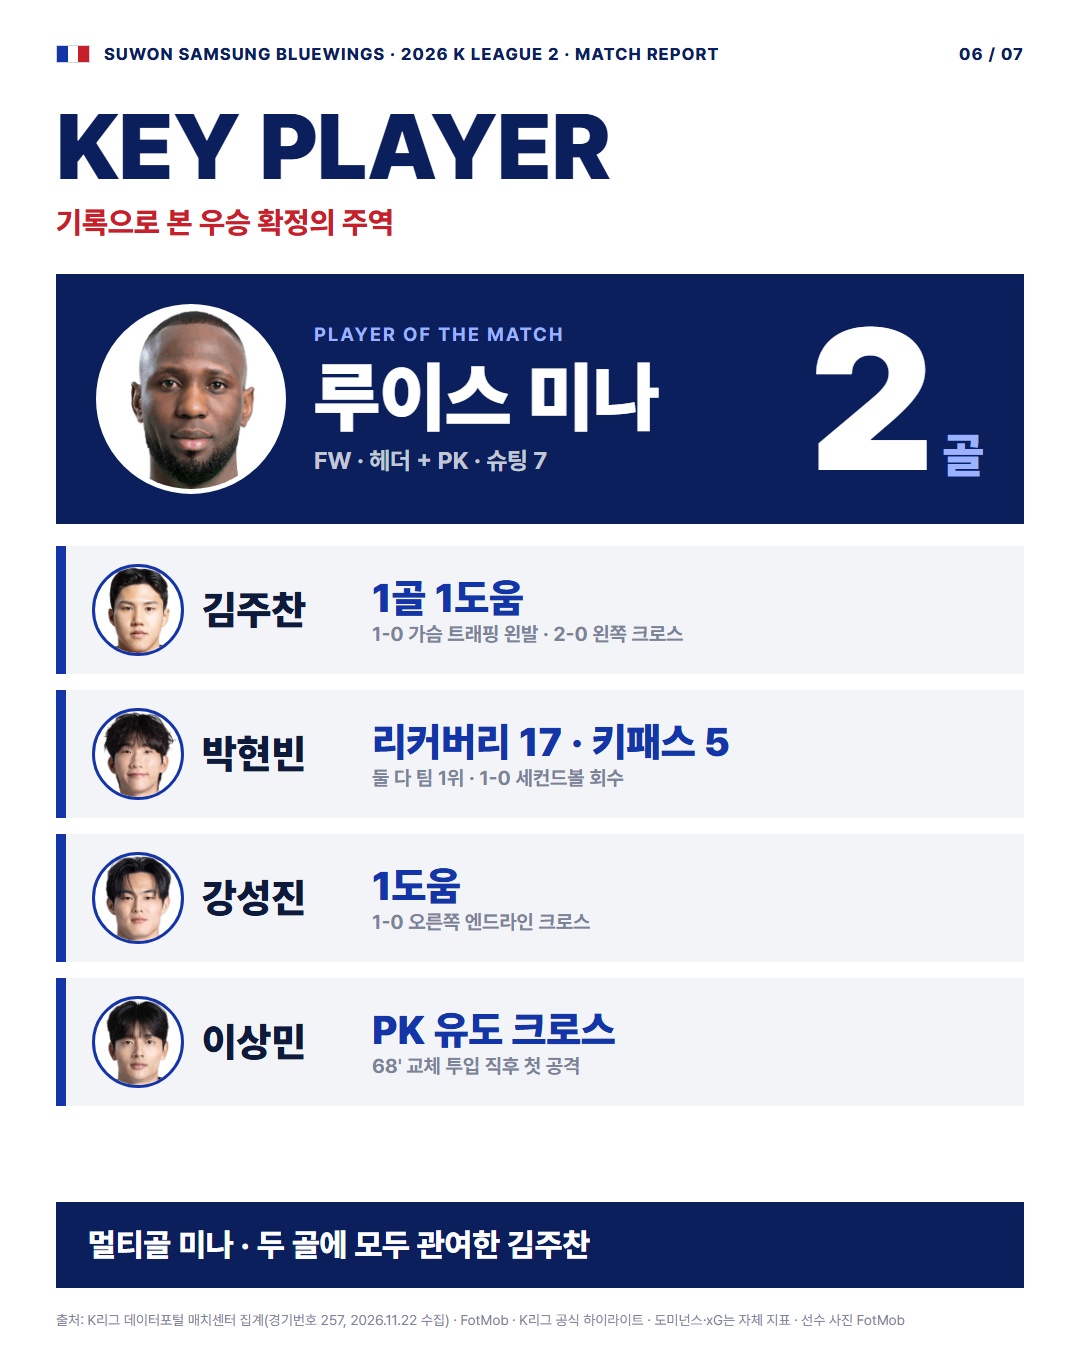 SUWON SAMSUNG BLUEWINGS · 2026 K LEAGUE 2 · MATCH REPORT
06 / 07
KEY PLAYER
기록으로 본 우승 확정의 주역
PLAYER OF THE MATCH
루이스 미나
FW · 헤더 + PK · 슈팅 7
2 골
김주찬
1골 1도움
1-0 가슴 트래핑 왼발 · 2-0 왼쪽 크로스
박현빈
리커버리 17 · 키패스 5
둘 다 팀 1위 · 1-0 세컨드볼 회수
강성진
1도움
1-0 오른쪽 엔드라인 크로스
이상민
PK 유도 크로스
68' 교체 투입 직후 첫 공격
멀티골 미나 · 두 골에 모두 관여한 김주찬
출처: K리그 데이터포털 매치센터 집계(경기번호 257, 2026.11.22 수집) · FotMob · K리그 공식 하이라이트 · 도미넌스·xG는 자체 지표 · 선수 사진 FotMob